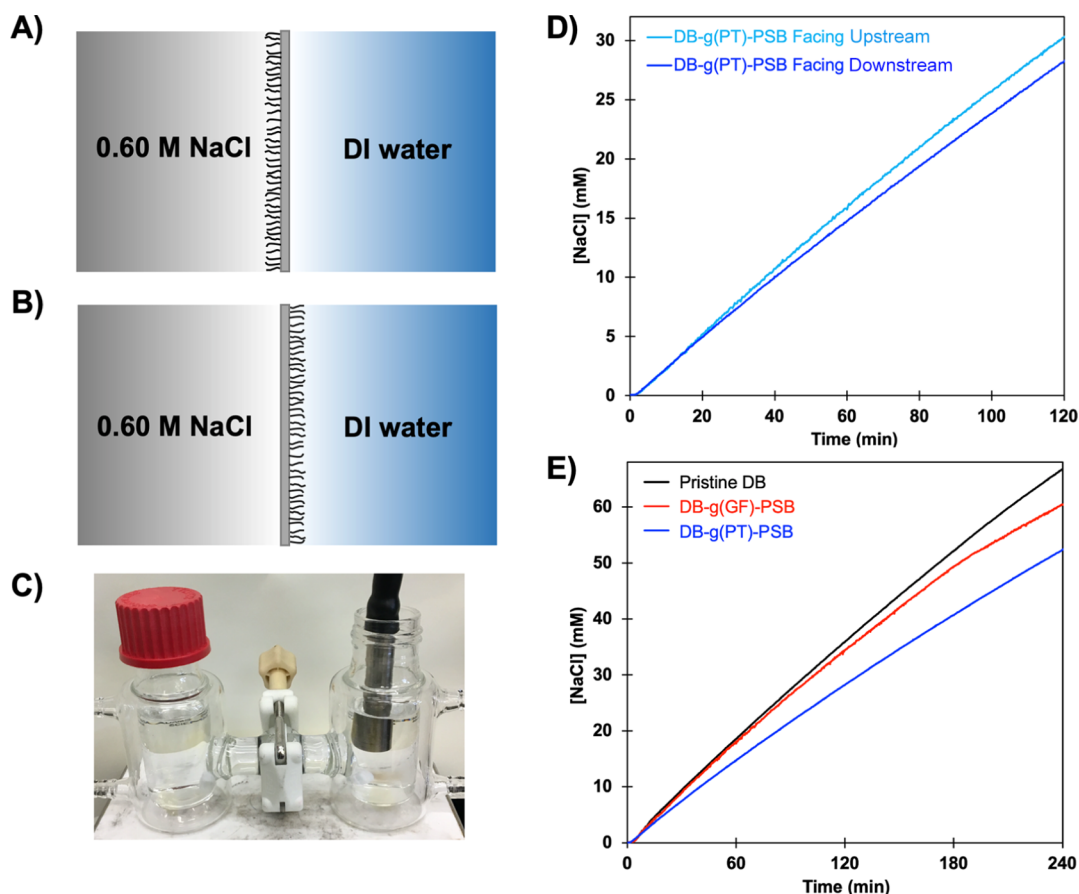 A)
0.60 M NaCl
DI water
B)
0.60 M NaCl
DI water
C)
D)
DB-g(PT)-PSB Facing Upstream
DB-g(PT)-PSB Facing Downstream
[NaCl] (mM)
30
25
20
15
10
5
0
0 20 40 60 80 100 120
Time (min)
E)
Pristine DB
DB-g(GF)-PSB
DB-g(PT)-PSB
[NaCl] (mM)
60
50
40
30
20
10
0
0 60 120 180 240
Time (min)